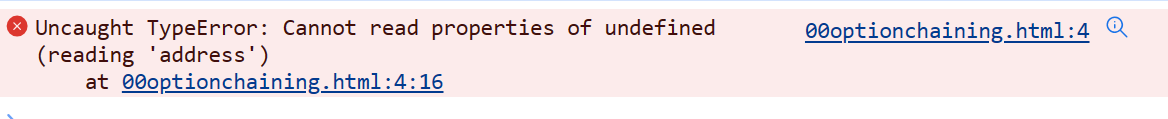 Uncaught TypeError: Cannot read properties of undefined 00optionchaining.html:4
(reading 'address')
at 00optionchaining.html:4:16